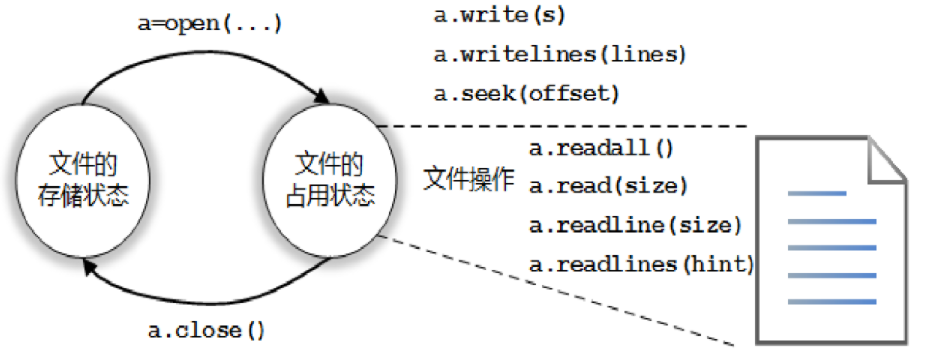 a=open(...)
a.write(s)
a.writelines(lines)
a.seek(offset)
文件的
存储状态
文件的
占用状态
文件操作
a.readall()
a.read(size)
a.readline(size)
a.readlines(hint)
a.close()